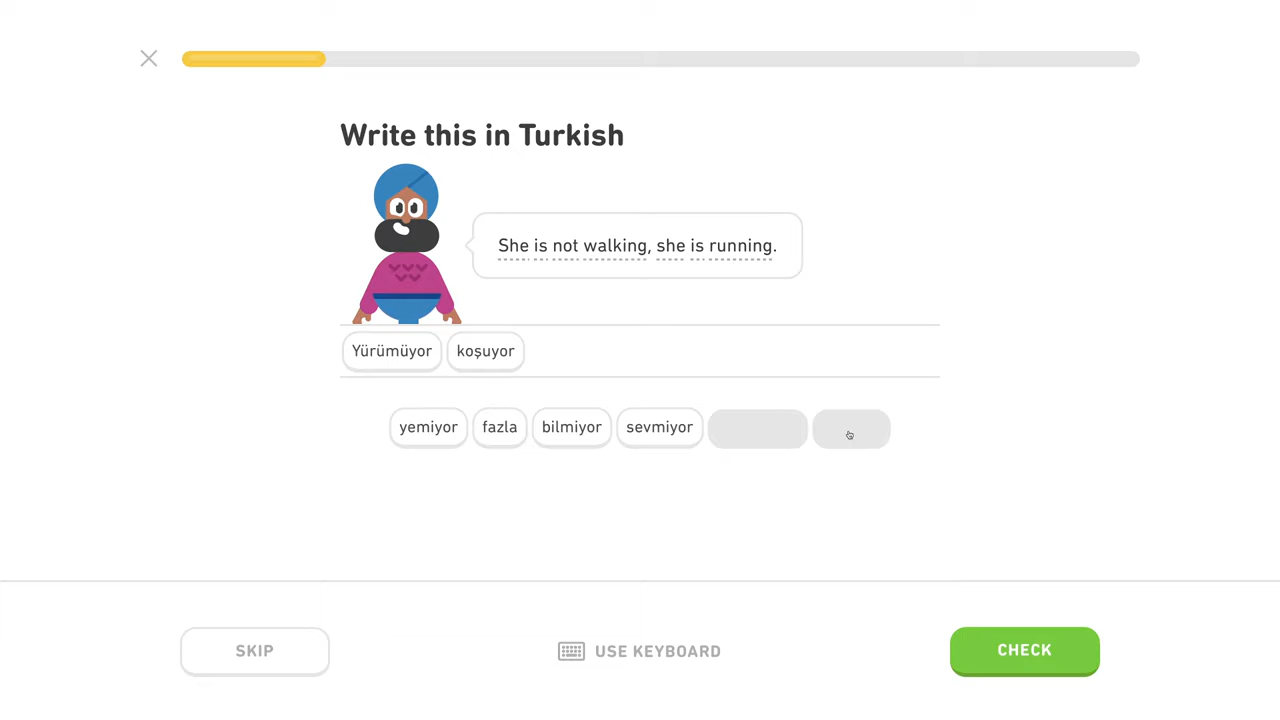 Write this in Turkish
She is not walking, she is running.
Yürümüyor koşuyor
yemiyor fazla bilmiyor sevmiyor
SKIP USE KEYBOARD CHECK